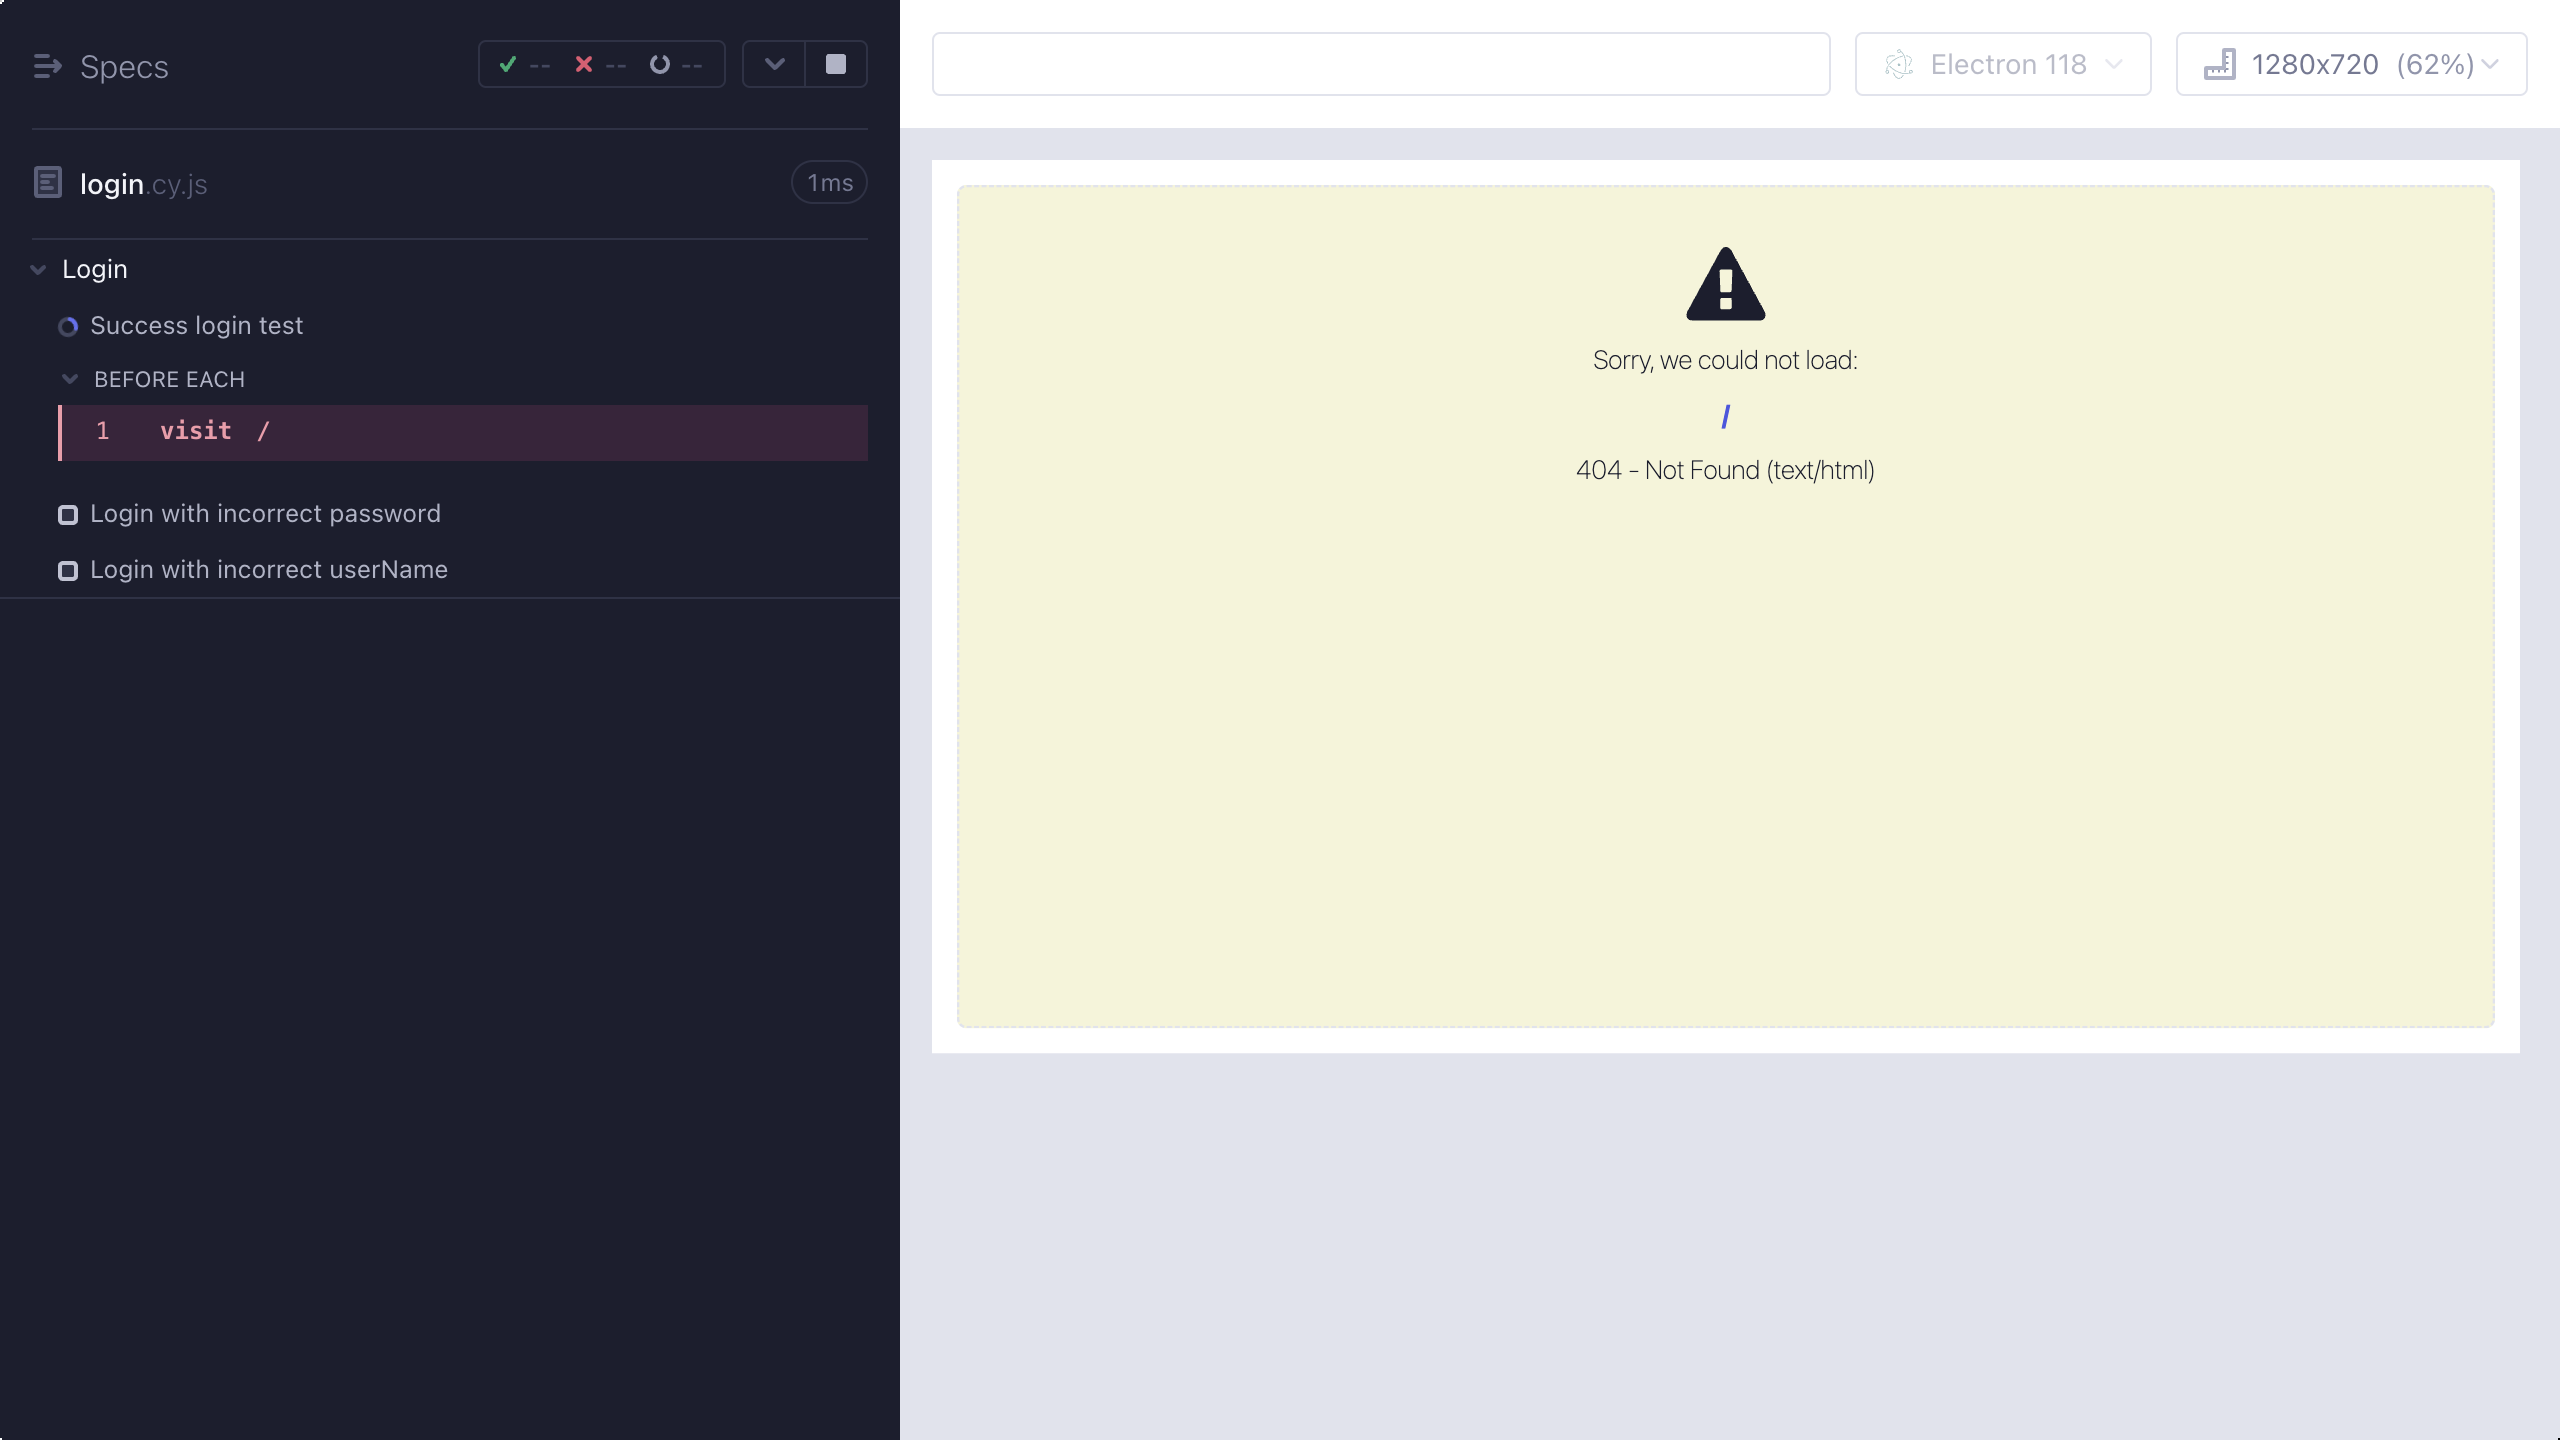 Specs
-- -- --
login.cy.js
1ms
Login
Success login test
BEFORE EACH
1 visit /
Login with incorrect password
Login with incorrect userName
Electron 118
1280x720 (62%)
Sorry, we could not load:
/
404 - Not Found (text/html)